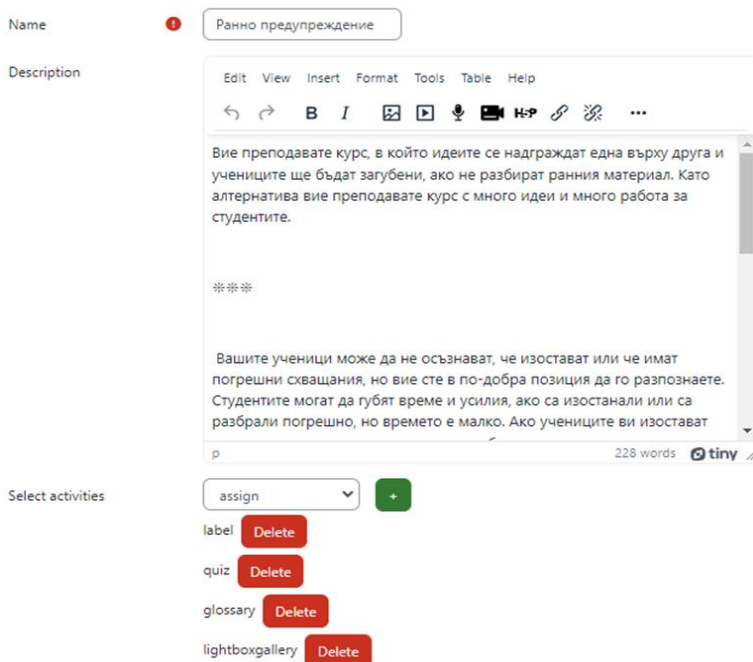 Name
Ранно предупреждение
Description
Edit View Insert Format Tools Table Help
B I H-P ...
Вие преподавате курс, в който идеите се надграждат една върху друга и
учениците ще бъдат загубени, ако не разбират ранния материал. Като
алтернатива вие преподавате курс с много идеи и много работа за
студентите.
⁜⁜⁜
Вашите ученици може да не осъзнават, че изостават или че имат
погрешни схващания, но вие сте в по-добра позиция да го разпознаете.
Студентите могат да губят време и усилия, ако са изостанали или са
разбрали погрешно, но времето е малко. Ако учениците ви изостават
p 228 words tiny
Select activities assign +
label Delete
quiz Delete
glossary Delete
lightboxgallery Delete